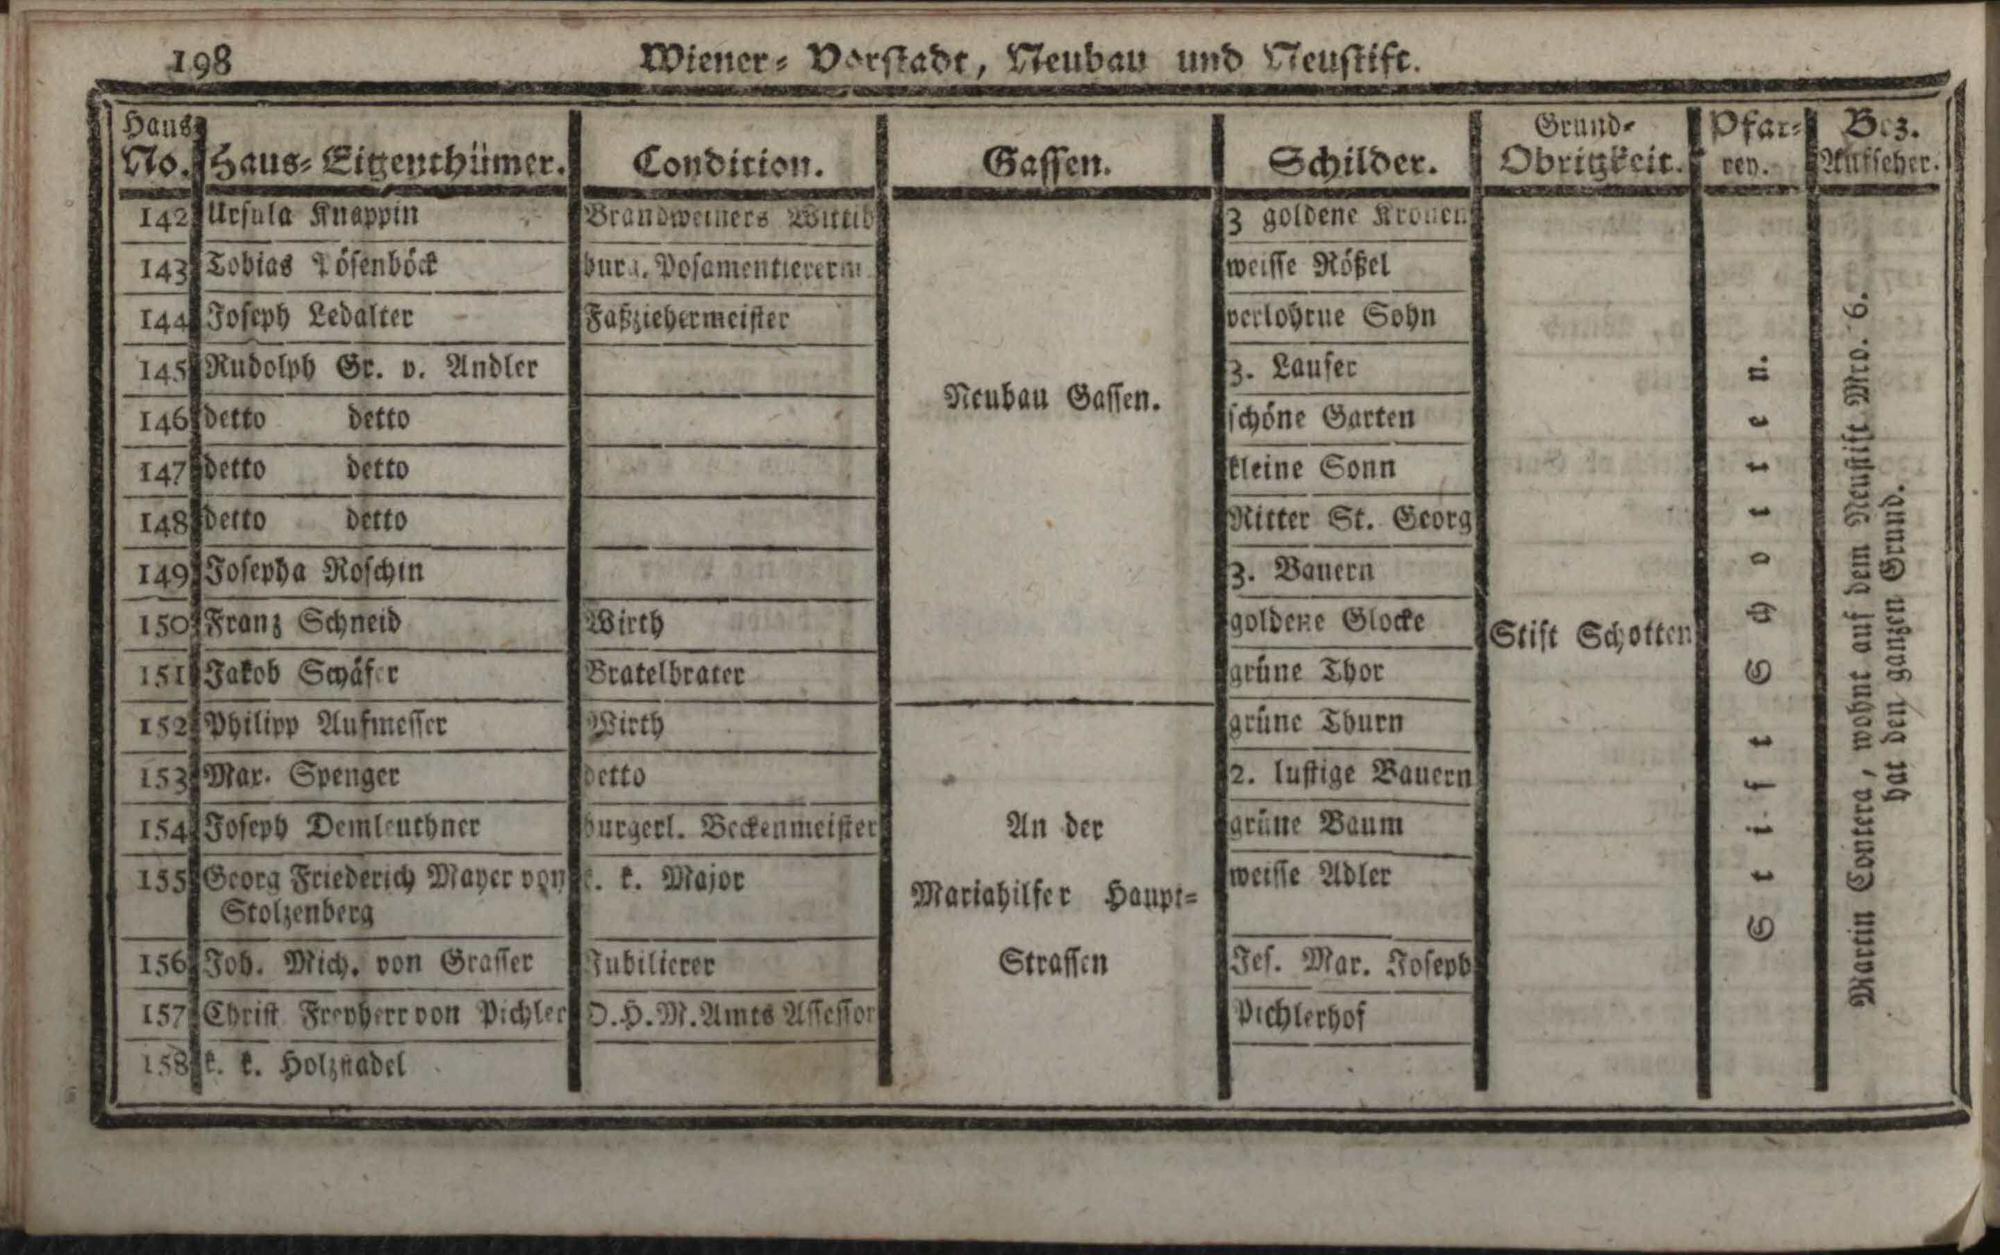 198 Wiener- Vorstadt, Neubau und Neustift.
Haus No. Haus-Eigenthümer. Condition. Gassen. Schilder. Grund-Obrigkeit. Pfarreyen. Bez. Aufseher.
142 Ursula Knappin Brandweiners Wittib 3 goldene Kronen
143 Tobias Pösenböck burg. Posamentiererm weisse Rößel
144 Joseph Ledalter Faßziehermeister verlohrne Sohn
145 Rudolph Gr. v. Andler 3. Laufer
146 detto detto schöne Garten
Neubau Gassen.
147 detto detto kleine Sonn
148 detto detto Ritter St. Georg
149 Josepha Roschin 3. Bauern
150 Franz Schneid Wirth goldene Glocke
Stift Schotten
151 Jakob Schäfer Bratelbrater grüne Thor
152 Philipp Aufmesser Wirth grüne Thurn
153 Mar. Spenger detto 2. lustige Bauern
154 Joseph Demleuthner burgerl. Beckenmeister grüne Baum
155 Georg Friederich Mayer von k. k. Major weisse Adler
Stolzenberg
An der
Mariahilfer Haupt-
Strassen
156 Joh. Mich. von Grasser Jubilierer Jes. Mar. Joseph
157 Christ Freyherr von Pichler O.H.M.Amts Assessor Pichlerhof
158 k. k. Holzstadel
Stift Schotten.
Martin Contera, wohnt auf dem Neustift Nro. 6.
hat den ganzen Grund.